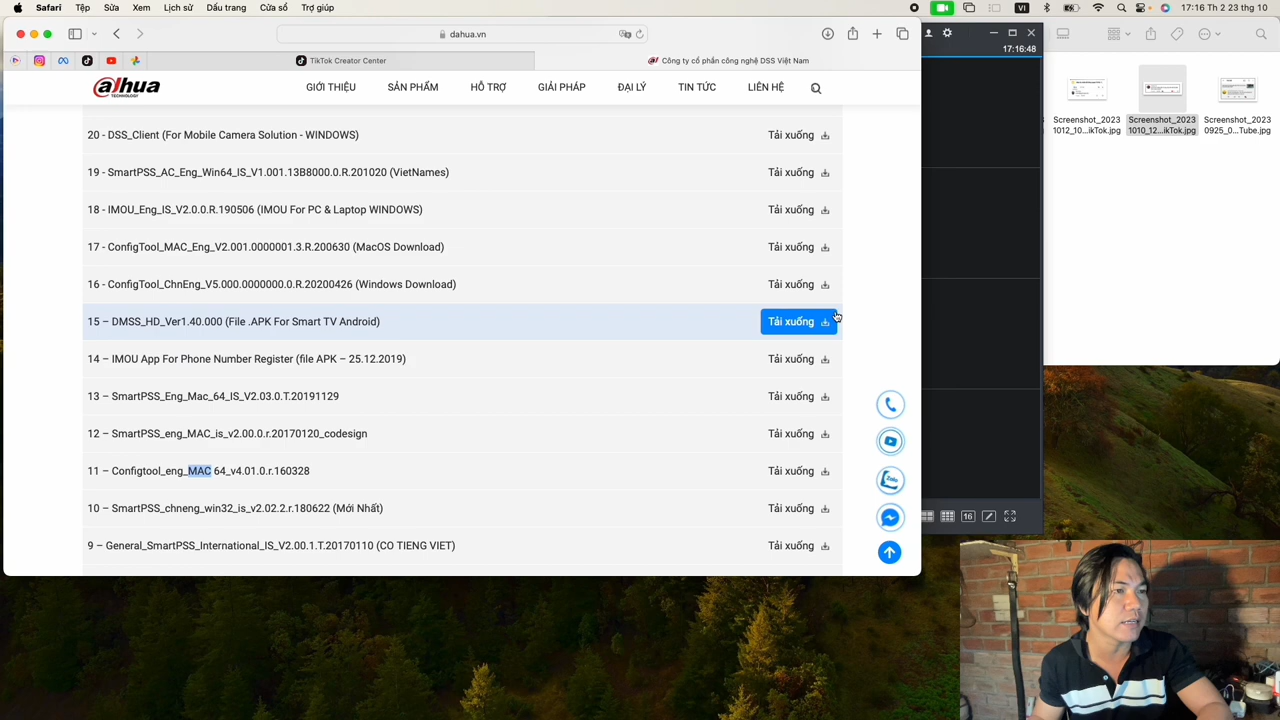 Safari Tệp Sửa Xem Lịch sử Dấu trang Cửa sổ Trợ giúp
VI
17:16 Th 2 23 thg 10
dahua.vn
17:16:48
TikTok Creator Center
Công ty cổ phần công nghệ DSS Việt Nam
alhua
TECHNOLOGY
GIỚI THIỆU SẢN PHẨM HỖ TRỢ GIẢI PHÁP ĐẠI LÝ TIN TỨC LIÊN HỆ
20 - DSS_Client (For Mobile Camera Solution - WINDOWS) Tải xuống
19 - SmartPSS_AC_Eng_Win64_IS_V1.001.13B8000.0.R.201020 (VietNames) Tải xuống
18 - IMOU_Eng_IS_V2.0.0.R.190506 (IMOU For PC & Laptop WINDOWS) Tải xuống
17 - ConfigTool_MAC_Eng_V2.001.0000001.3.R.200630 (MacOS Download) Tải xuống
16 - ConfigTool_ChnEng_V5.000.0000000.0.R.20200426 (Windows Download) Tải xuống
15 – DMSS_HD_Ver1.40.000 (File .APK For Smart TV Android) Tải xuống
14 – IMOU App For Phone Number Register (file APK – 25.12.2019) Tải xuống
13 – SmartPSS_Eng_Mac_64_IS_V2.03.0.T.20191129 Tải xuống
12 – SmartPSS_eng_MAC_is_v2.00.0.r.20170120_codesign Tải xuống
11 – Configtool_eng_MAC 64_v4.01.0.r.160328 Tải xuống
10 – SmartPSS_chneng_win32_is_v2.02.2.r.180622 (Mới Nhất) Tải xuống
9 – General_SmartPSS_International_IS_V2.00.1.T.20170110 (CO TIENG VIET) Tải xuống
Zalo
16
Screenshot_2023
1012_10...ikTok.jpg
Screenshot_2023
1010_12...ikTok.jpg
Screenshot_2023
0925_0...Tube.jpg